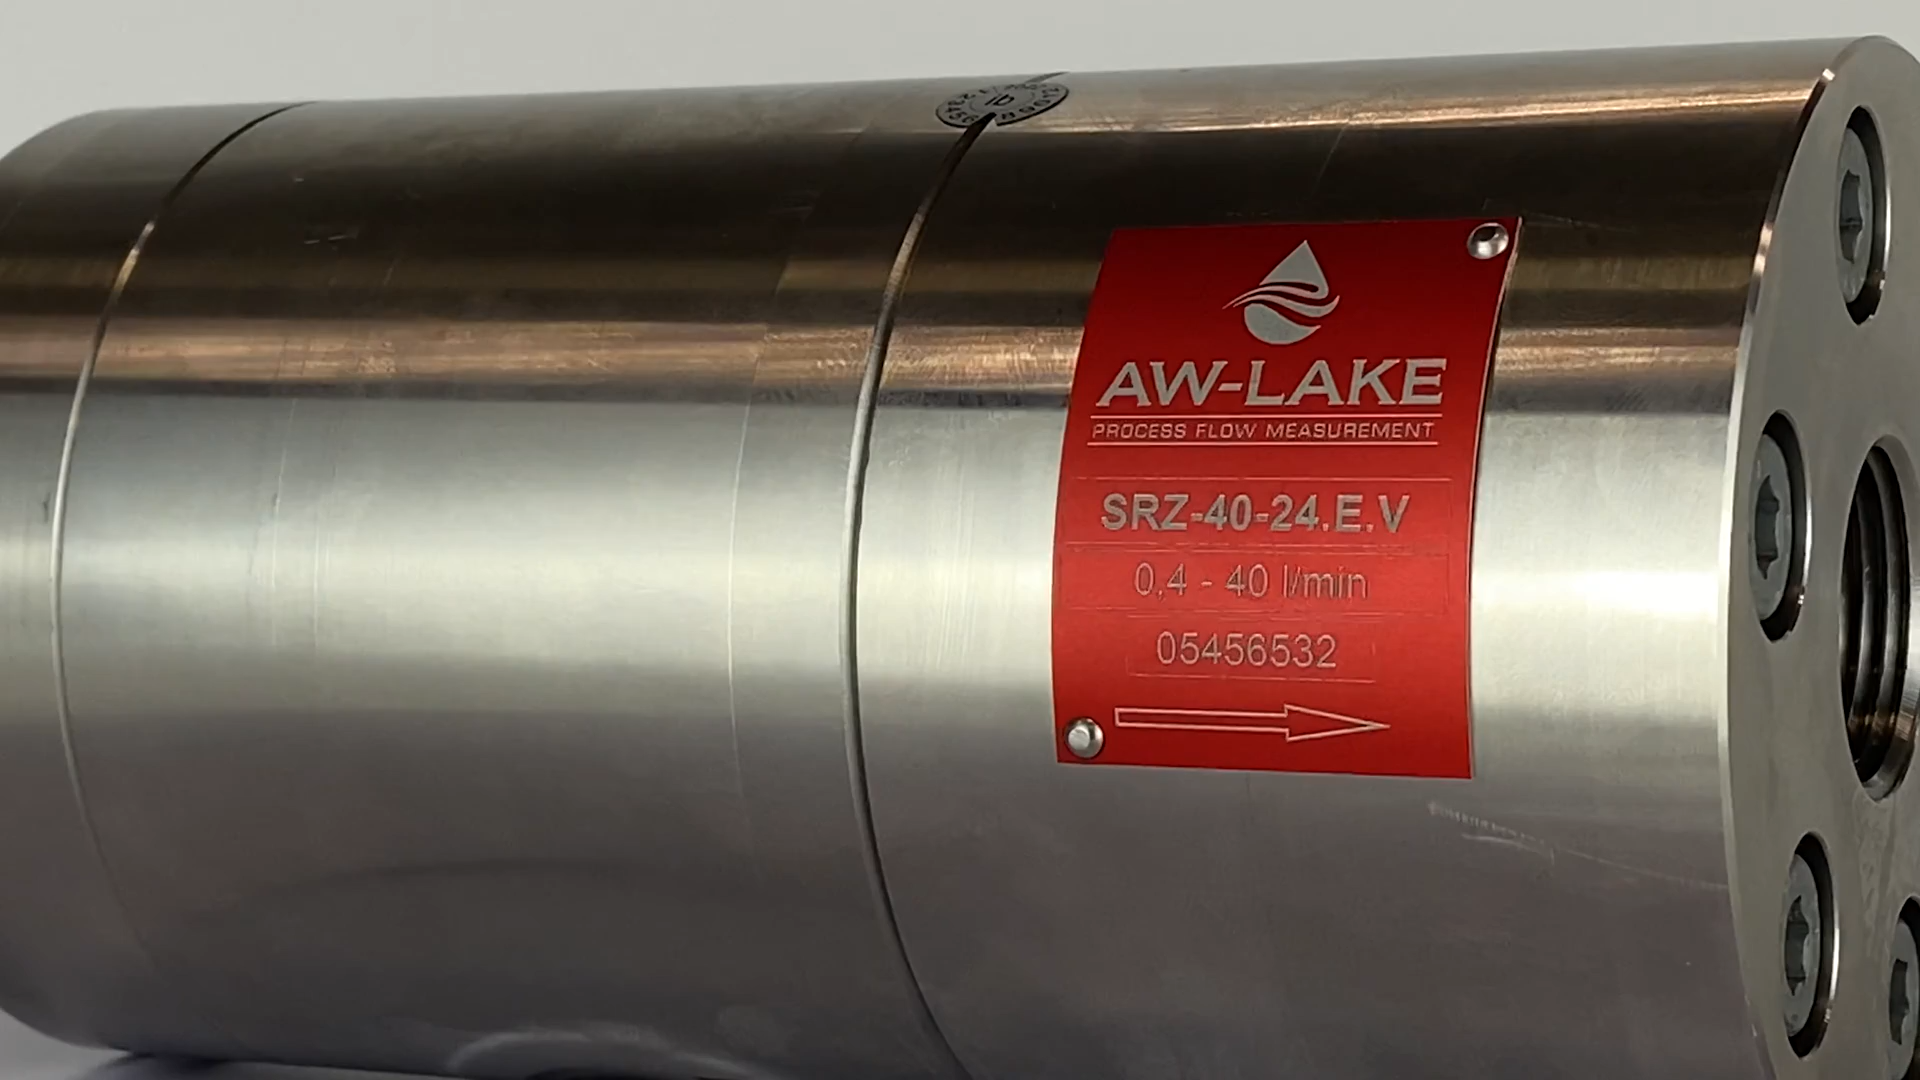 AW-LAKE
PROCESS FLOW MEASUREMENT
SRZ-40-24.E.V
0,4 - 40 l/min
05456532